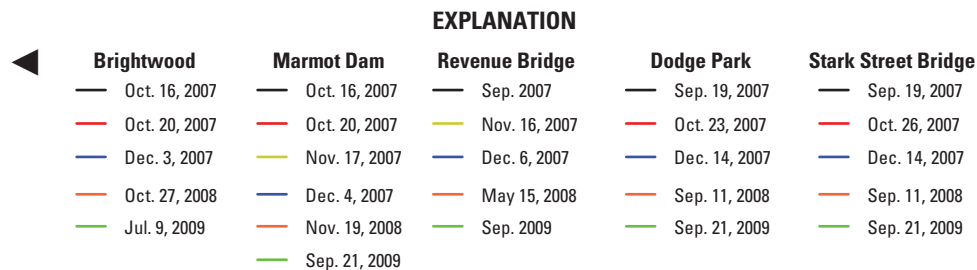 EXPLANATION
Brightwood Marmot Dam Revenue Bridge Dodge Park Stark Street Bridge
Oct. 16, 2007 Oct. 16, 2007 Sep. 2007 Sep. 19, 2007 Sep. 19, 2007
Oct. 20, 2007 Oct. 20, 2007 Nov. 16, 2007 Oct. 23, 2007 Oct. 26, 2007
Dec. 3, 2007 Nov. 17, 2007 Dec. 6, 2007 Dec. 14, 2007 Dec. 14, 2007
Oct. 27, 2008 Dec. 4, 2007 May 15, 2008 Sep. 11, 2008 Sep. 11, 2008
Jul. 9, 2009 Nov. 19, 2008 Sep. 2009 Sep. 21, 2009 Sep. 21, 2009
Sep. 21, 2009